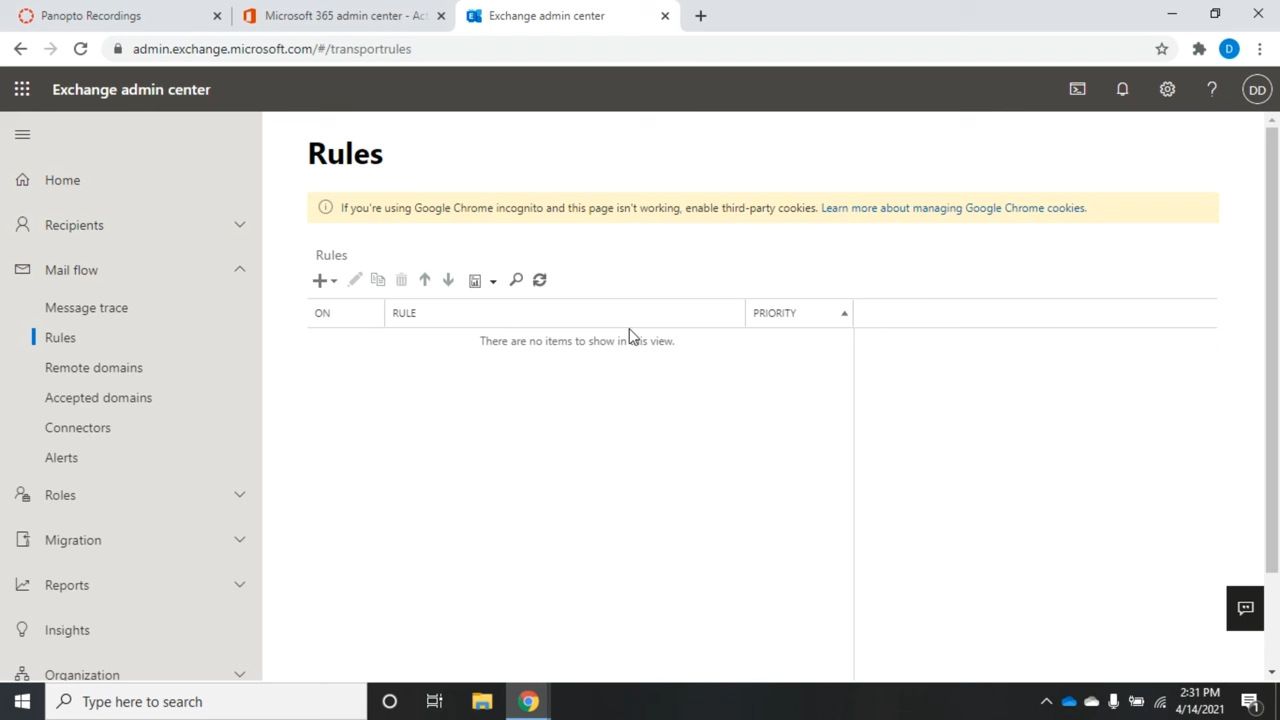 Panopto Recordings
Microsoft 365 admin center - Act
Exchange admin center
admin.exchange.microsoft.com/#/transportrules
D
Exchange admin center
?
DD
Rules
Home
If you're using Google Chrome incognito and this page isn't working, enable third-party cookies. Learn more about managing Google Chrome cookies.
Recipients
Rules
Mail flow
Message trace
ON
RULE
PRIORITY
Rules
There are no items to show in this view.
Remote domains
Accepted domains
Connectors
Alerts
Roles
Migration
Reports
Insights
Organization
Type here to search
2:31 PM
4/14/2021
1